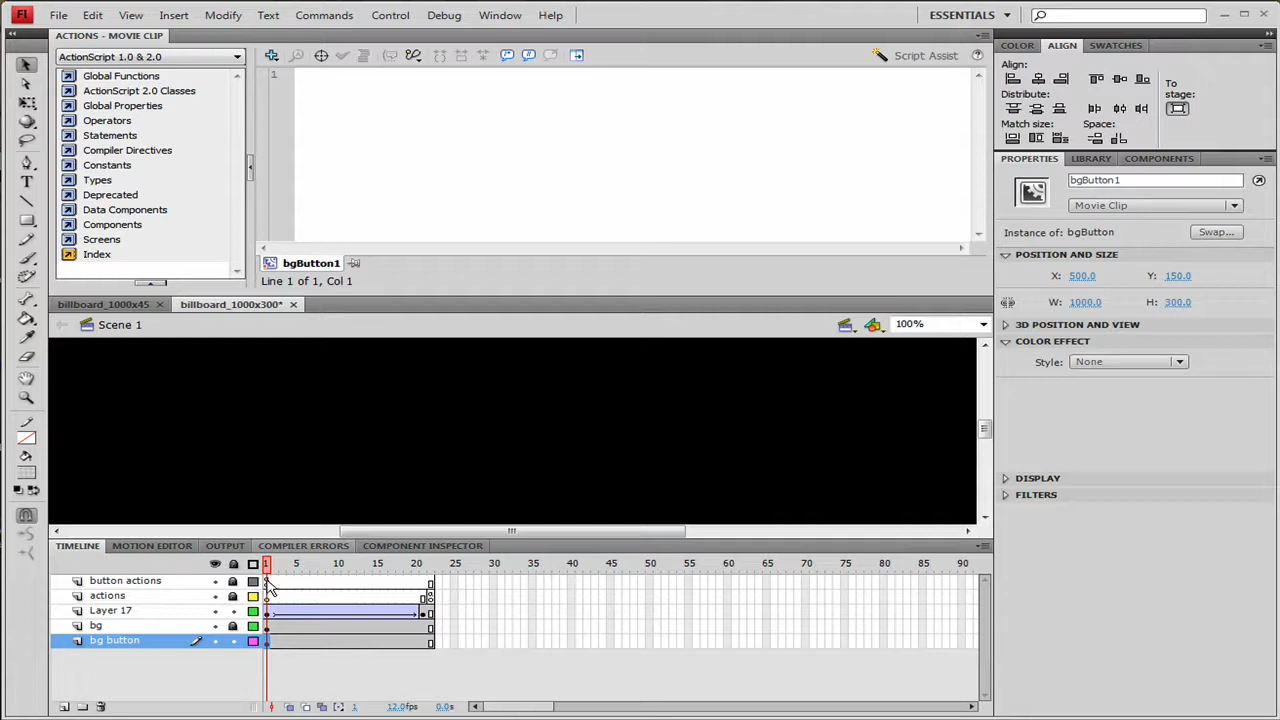 Fl File Edit View Insert Modify Text Commands Control Debug Window Help ESSENTIALS
ACTIONS - MOVIE CLIP
ActionScript 1.0 & 2.0
Global Functions
ActionScript 2.0 Classes
Global Properties
Operators
Statements
Compiler Directives
Constants
Types
Deprecated
Data Components
Components
Screens
Index
Script Assist
1
bgButton1
Line 1 of 1, Col 1
billboard_1000x45 billboard_1000x300*
Scene 1 100%
COLOR ALIGN SWATCHES
Align:
Distribute:
Match size: Space:
To
stage:
PROPERTIES LIBRARY COMPONENTS
bgButton1
Movie Clip
Instance of: bgButton Swap...
POSITION AND SIZE
X: 500.0 Y: 150.0
W: 1000.0 H: 300.0
3D POSITION AND VIEW
COLOR EFFECT
Style: None
DISPLAY
FILTERS
TIMELINE MOTION EDITOR OUTPUT COMPILER ERRORS COMPONENT INSPECTOR
1 5 10 15 20 25 30 35 40 45 50 55 60 65 70 75 80 85 90
button actions
actions
Layer 17
bg
bg button
1 12.0fps 0.0s